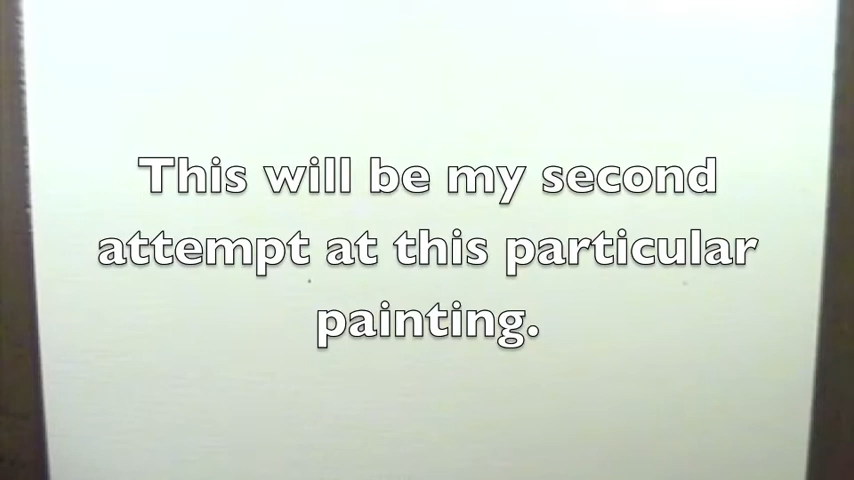 This will be my second
attempt at this particular
painting.